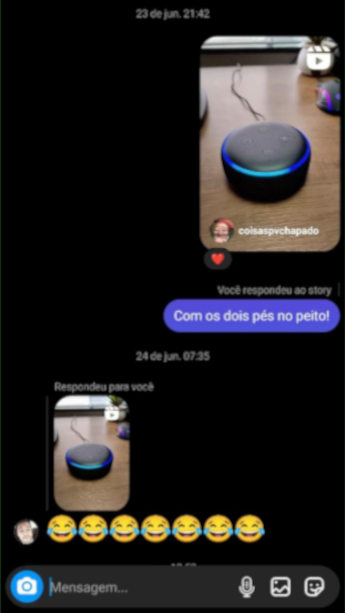 23 de jun. 21:42
coisaspvchapado
Você respondeu ao story
Com os dois pés no peito!
24 de jun. 07:35
Respondeu para você
Mensagem...